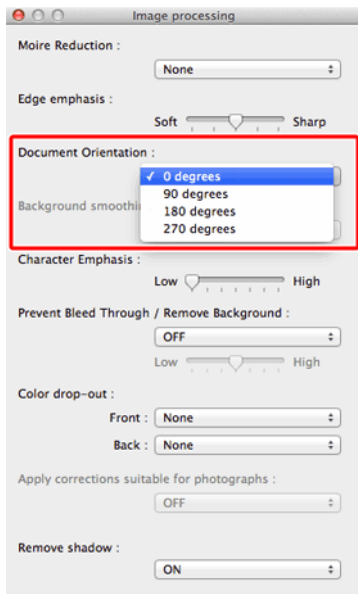 Image processing
Moire Reduction :
None
Edge emphasis :
Soft Sharp
Document Orientation :
✓ 0 degrees
90 degrees
Background smoothi
180 degrees
270 degrees
Character Emphasis :
Low High
Prevent Bleed Through / Remove Background :
OFF
Low High
Color drop-out :
Front : None
Back : None
Apply corrections suitable for photographs :
OFF
Remove shadow :
ON